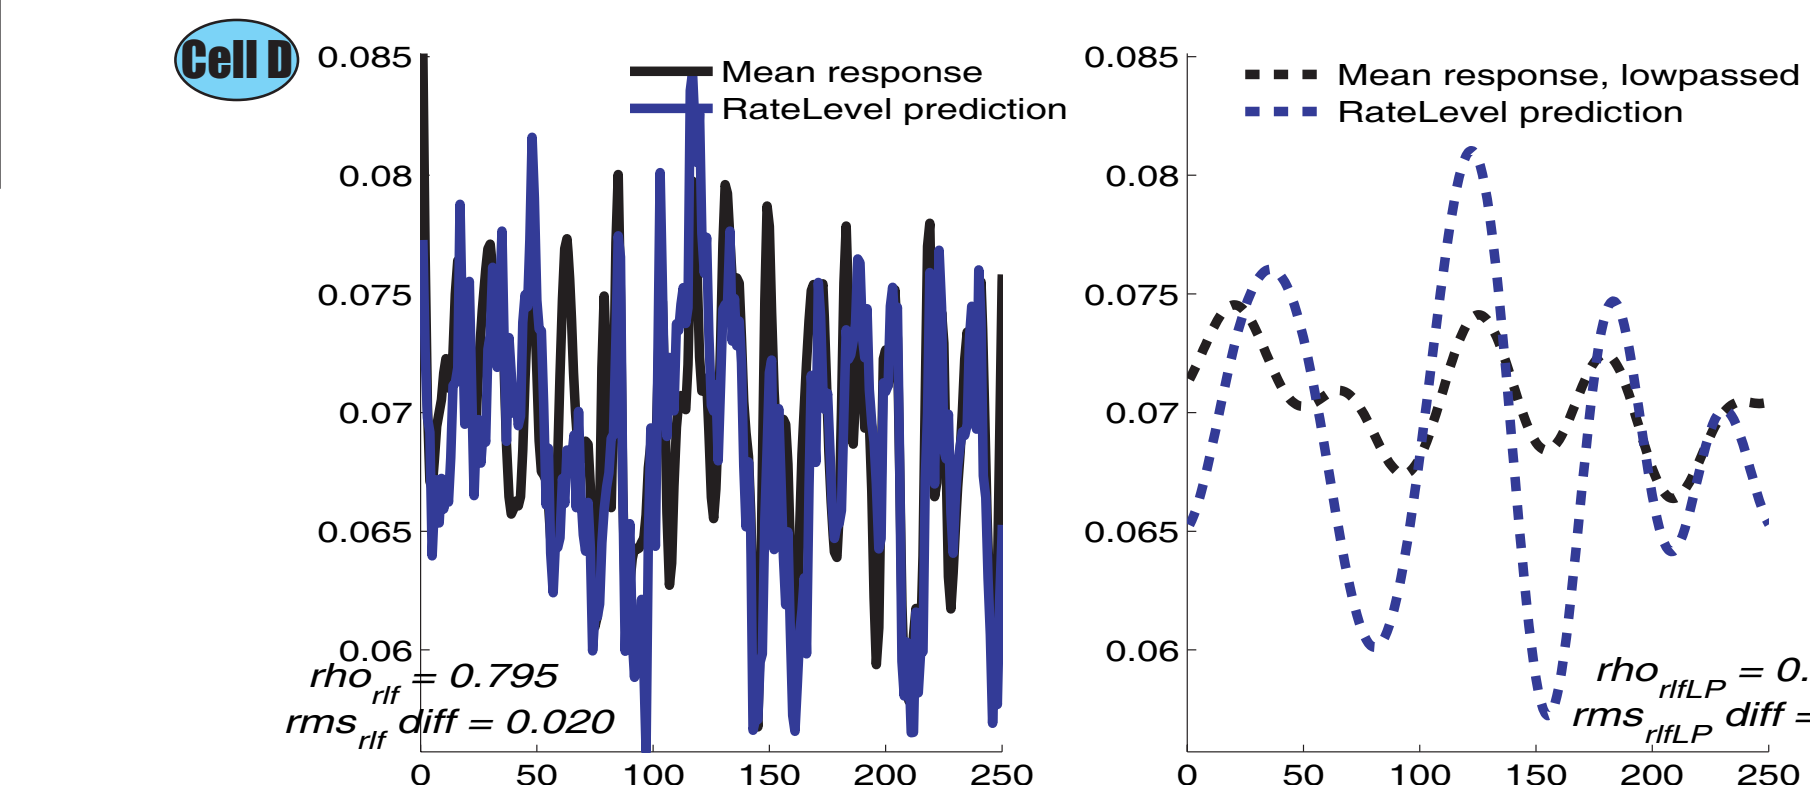 Cell D
Mean response
RateLevel prediction
0.085
0.08
0.075
0.07
0.065
0.06
rho_rlf = 0.795
rms_rlf diff = 0.020
0 50 100 150 200 250
Mean response, lowpassed
RateLevel prediction
0.085
0.08
0.075
0.07
0.065
0.06
rho_rlfLP = 0.
rms_rlfLP diff =
0 50 100 150 200 250